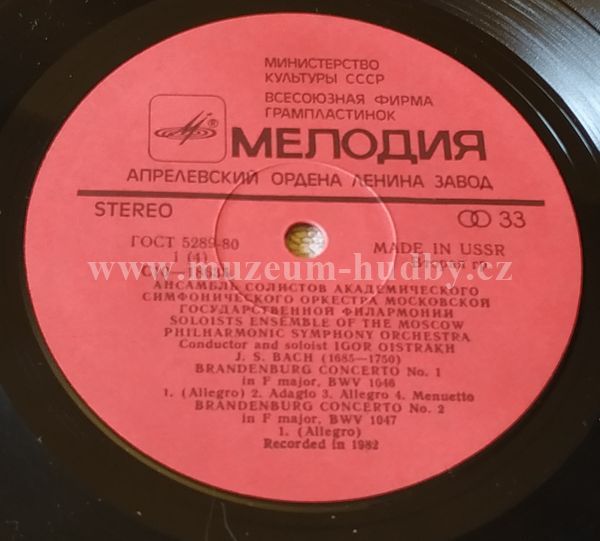 МИНИСТЕРСТВО
КУЛЬТУРЫ СССР
ВСЕСОЮЗНАЯ ФИРМА
ГРАМПЛАСТИНОК
®
МЕЛОДИЯ
АПРЕЛЕВСКИЙ ОРДЕНА ЛЕНИНА ЗАВОД
STEREO
33
ГОСТ 5289-80
MADE IN USSR
1 (4)
www.muzeum-hudby.cz
АНСАМБЛЬ СОЛИСТОВ АКАДЕМИЧЕСКОГО
СИМФОНИЧЕСКОГО ОРКЕСТРА МОСКОВСКОЙ
ГОСУДАРСТВЕННОЙ ФИЛАРМОНИИ
SOLOISTS ENSEMBLE OF THE MOSCOW
PHILHARMONIC SYMPHONY ORCHESTRA
Conductor and soloist IGOR OISTRAKH
J. S. BACH (1685—1750)
BRANDENBURG CONCERTO No. 1
in F major, BWV 1046
1. (Allegro) 2. Adagio 3. Allegro 4. Menuetto
BRANDENBURG CONCERTO No. 2
in F major, BWV 1047
1. (Allegro)
Recorded in 1982